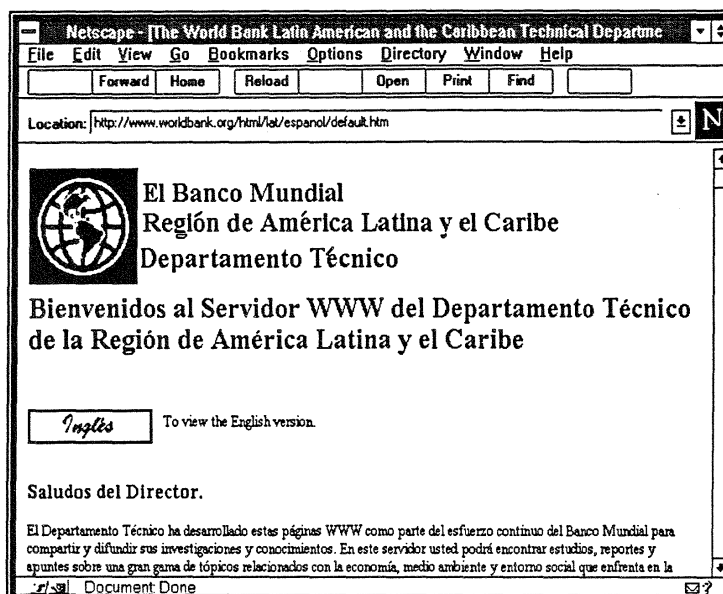 Netscape - [The World Bank Latin American and the Caribbean Technical Departme
File Edit View Go Bookmarks Options Directory Window Help
Forward Home Reload Open Print Find
Location: http://www.worldbank.org/html/lat/espanol/default.htm
N
El Banco Mundial
Región de América Latina y el Caribe
Departamento Técnico
Bienvenidos al Servidor WWW del Departamento Técnico
de la Región de América Latina y el Caribe
Inglés To view the English version.
Saludos del Director.
El Departamento Técnico ha desarrollado estas páginas WWW como parte del esfuerzo continuo del Banco Mundial para
compartir y difundir sus investigaciones y conocimientos. En este servidor usted podrá encontrar estudios, reportes y
apuntes sobre una gran gama de tópicos relacionados con la economía, medio ambiente y entorno social que enfrenta en la
Document: Done
?